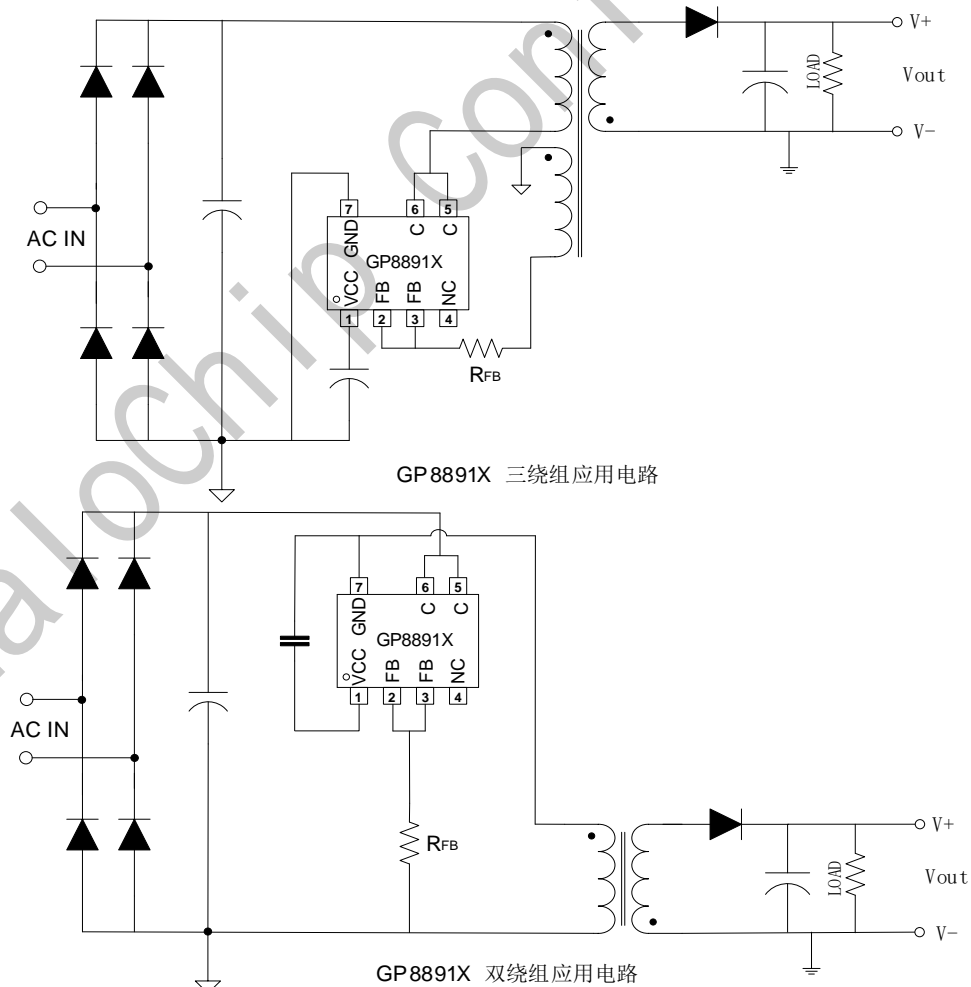 V+
LOAD
Vout
V-
AC IN
7
6
5
GND
C
C
GP8891X
VCC
FB
FB
NC
1
2
3
4
RFB
GP8891X 三绕组应用电路
7
6
5
GND
C
C
GP8891X
VCC
FB
FB
NC
1
2
3
4
AC IN
RFB
V+
LOAD
Vout
V-
GP8891X 双绕组应用电路